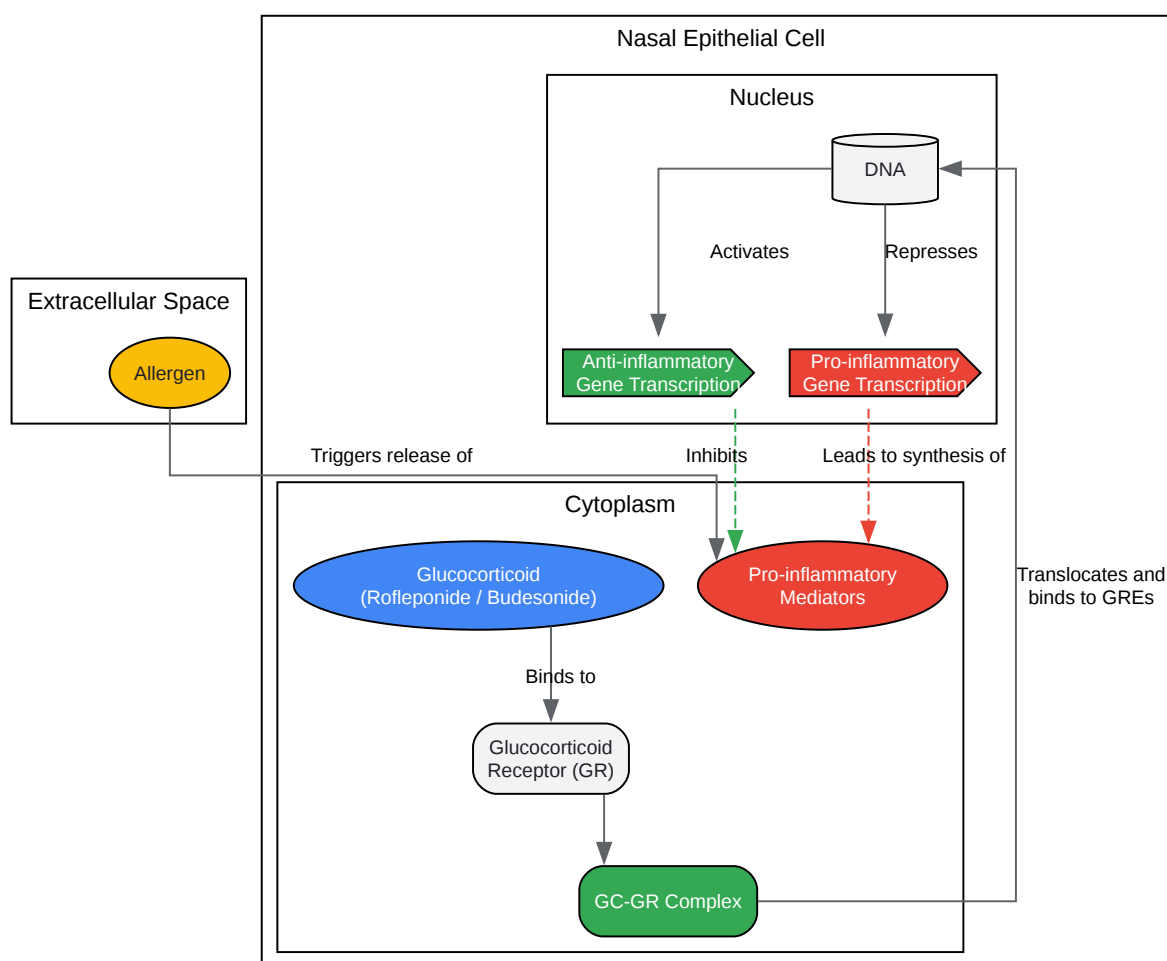 Nasal Epithelial Cell
Nucleus
DNA
Activates
Represses
Extracellular Space
Allergen
Anti-inflammatory
Gene Transcription
Pro-inflammatory
Gene Transcription
Triggers release of
Inhibits
Leads to synthesis of
Cytoplasm
Glucocorticoid
(Rofleponide / Budesonide)
Pro-inflammatory
Mediators
Translocates and
binds to GREs
Binds to
Glucocorticoid
Receptor (GR)
GC-GR Complex